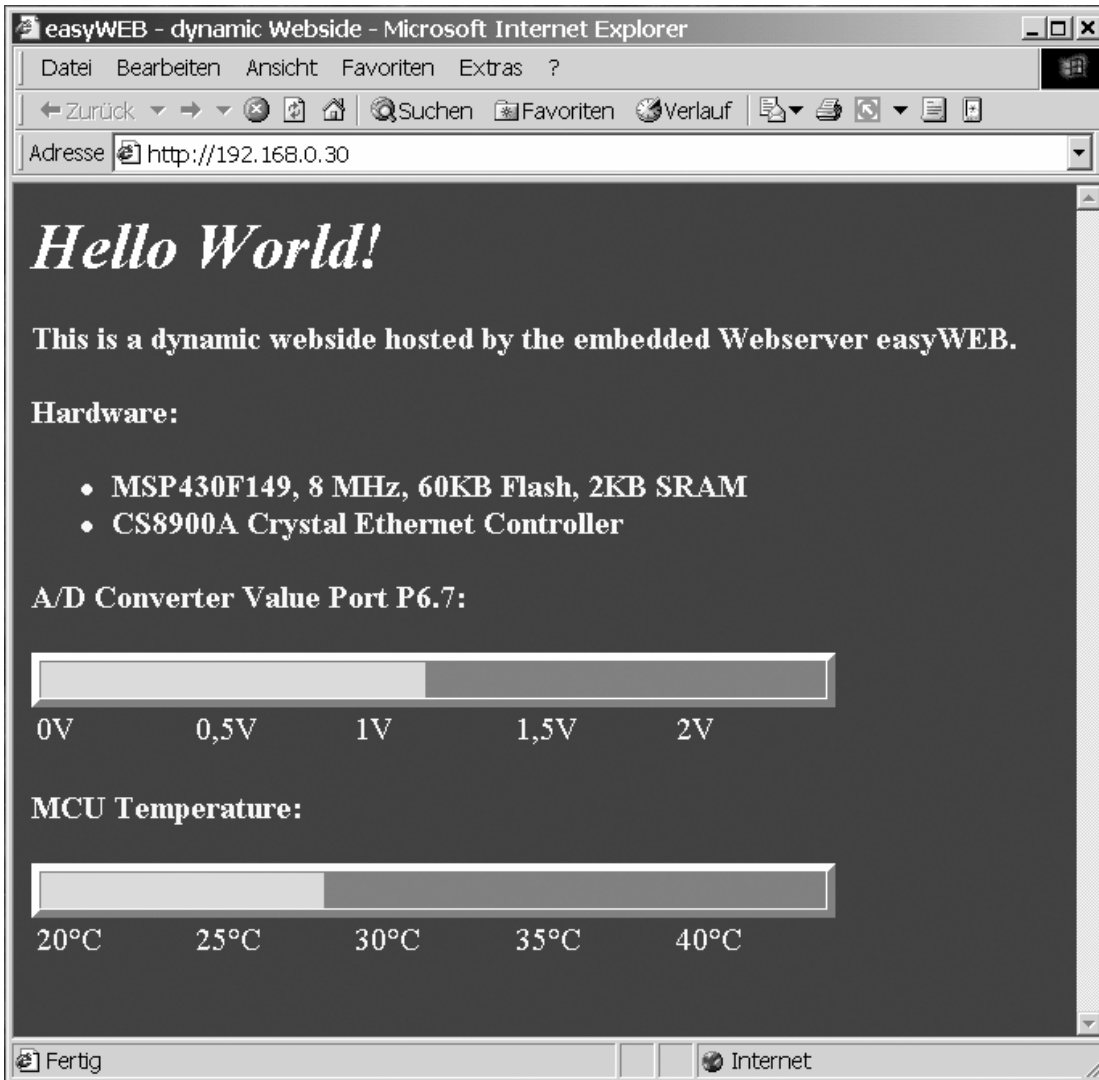 easyWEB - dynamic Webside - Microsoft Internet Explorer
Datei Bearbeiten Ansicht Favoriten Extras ?
Zurück Suchen Favoriten Verlauf
Adresse http://192.168.0.30
Hello World!
This is a dynamic webside hosted by the embedded Webserver easyWEB.
Hardware:
• MSP430F149, 8 MHz, 60KB Flash, 2KB SRAM
• CS8900A Crystal Ethernet Controller
A/D Converter Value Port P6.7:
0V 0,5V 1V 1,5V 2V
MCU Temperature:
20°C 25°C 30°C 35°C 40°C
Fertig Internet